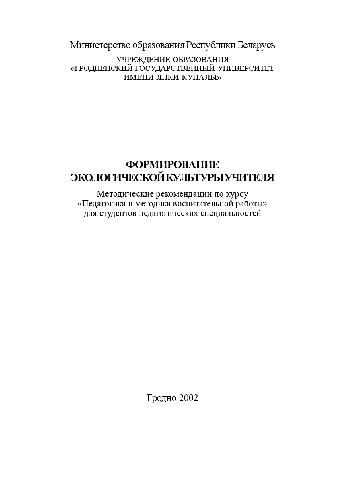 Министерство образования Республики Беларусь
УЧРЕЖДЕНИЕ ОБРАЗОВАНИЯ
«ГРОДНЕНСКИЙ ГОСУДАРСТВЕННЫЙ УНИВЕРСИТЕТ
ИМЕНИ ЯНКИ КУПАЛЫ»
ФОРМИРОВАНИЕ
ЭКОЛОГИЧЕСКОЙ КУЛЬТУРЫ УЧИТЕЛЯ
Методические рекомендации по курсу
«Педагогика и методика воспитательной работы»
для студентов педагогических специальностей
Гродно 2002